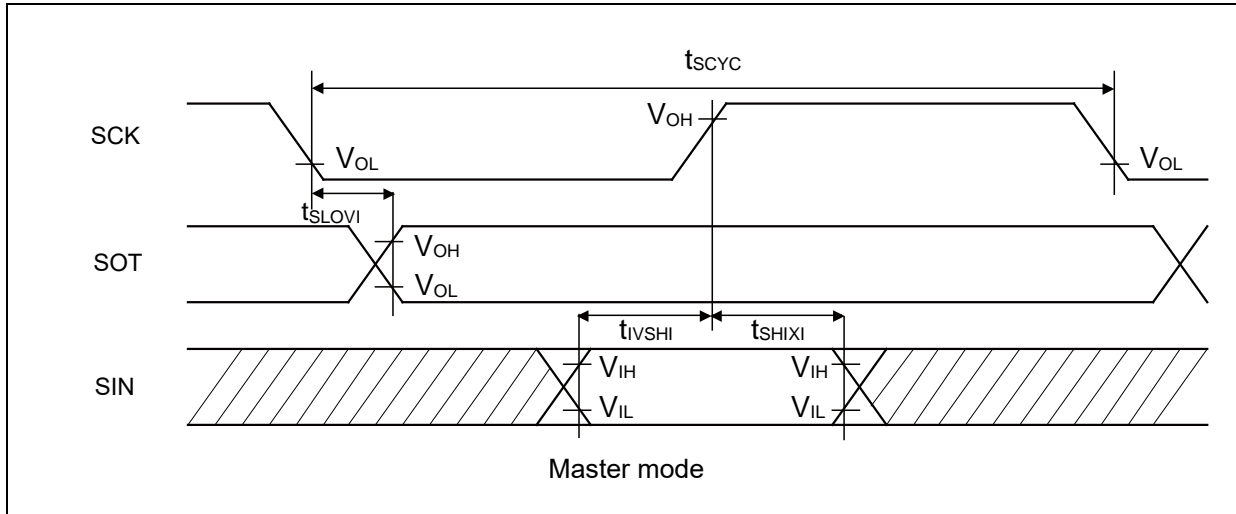 tSCYC
SCK
VOH
VOL
VOL
tSLOVI
SOT
VOH
VOL
tIVSHI
tSHIXI
SIN
VIH
VIH
VIL
VIL
Master mode